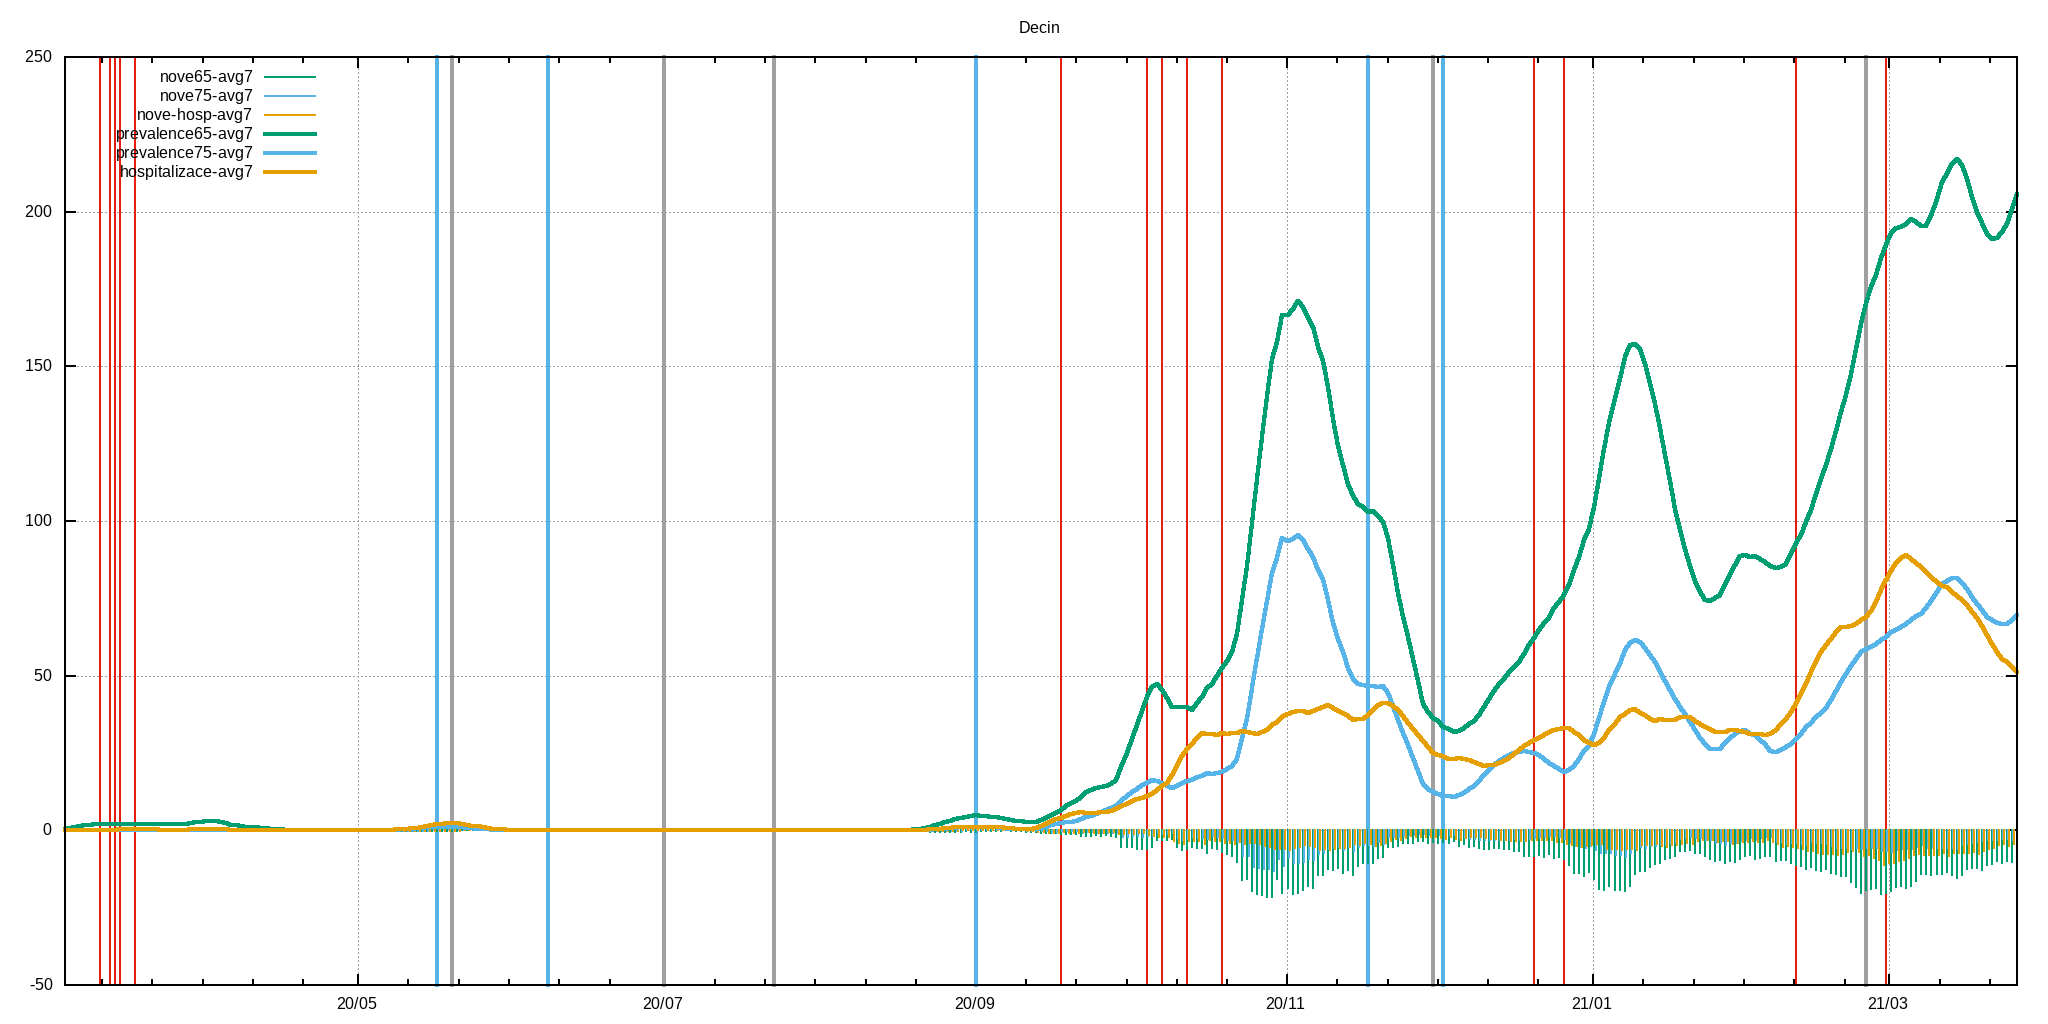 Decin
250
nove65-avg7
nove75-avg7
nove-hosp-avg7
prevalence65-avg7
prevalence75-avg7
hospitalizace-avg7
200
150
100
50
0
-50
20/05
20/07
20/09
20/11
21/01
21/03